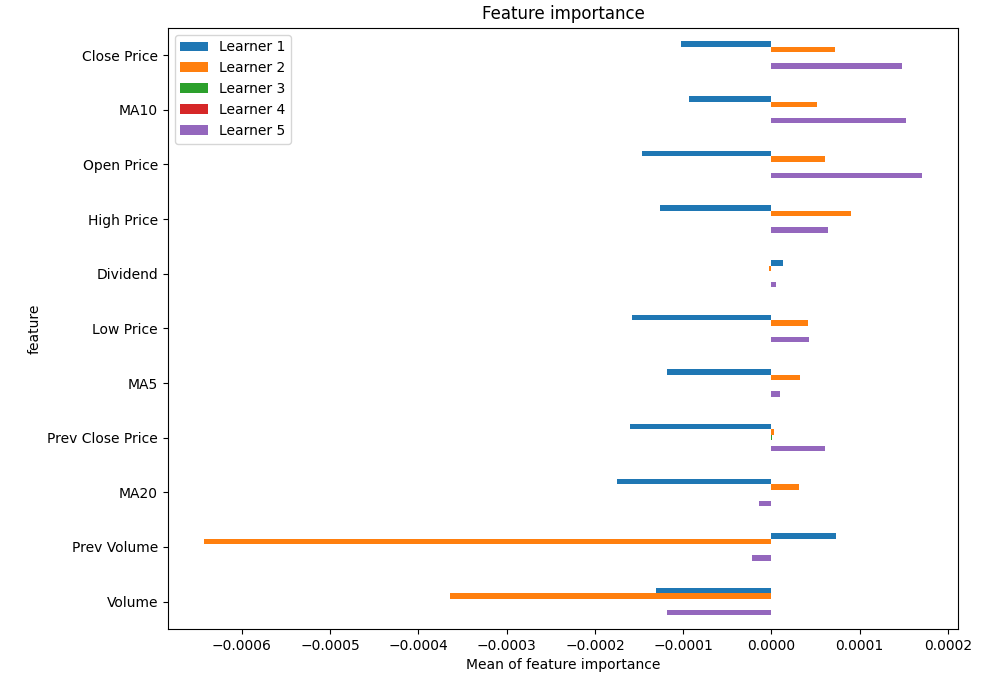 Feature importance
Learner 1
Learner 2
Learner 3
Learner 4
Learner 5
feature
Close Price
MA10
Open Price
High Price
Dividend
Low Price
MA5
Prev Close Price
MA20
Prev Volume
Volume
−0.0006 −0.0005 −0.0004 −0.0003 −0.0002 −0.0001 0.0000 0.0001 0.0002
Mean of feature importance